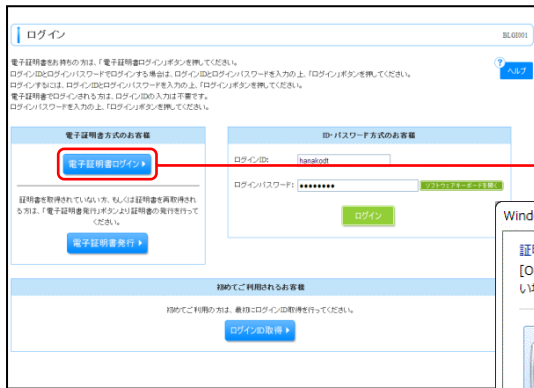 ログイン
BLGI001
電子証明書をお持ちの方は、「電子証明書ログイン」ボタンを押してください。
ログインIDとログインパスワードでログインする場合は、ログインIDとログインパスワードを入力の上、「ログイン」ボタンを押してください。
ログインするには、ログインIDとログインパスワードを入力の上、「ログイン」ボタンを押してください。
電子証明書でログインされる方は、ログインIDの入力は不要です。
ログインパスワードを入力の上、「ログイン」ボタンを押してください。
? ヘルプ
電子証明書方式のお客様
電子証明書ログイン
証明書を取得されていない方、もしくは証明書を再取得され
る方は、「電子証明書発行」ボタンより証明書の発行を行って
ください。
電子証明書発行
ID・パスワード方式のお客様
ログインID: hanakodt
ログインパスワード: ●●●●●●●●
ソフトウェアキーボードを開く
ログイン
初めてご利用されるお客様
初めてご利用の方は、最初にログインID取得を行ってください。
ログインID取得
Wind
証
[O
い